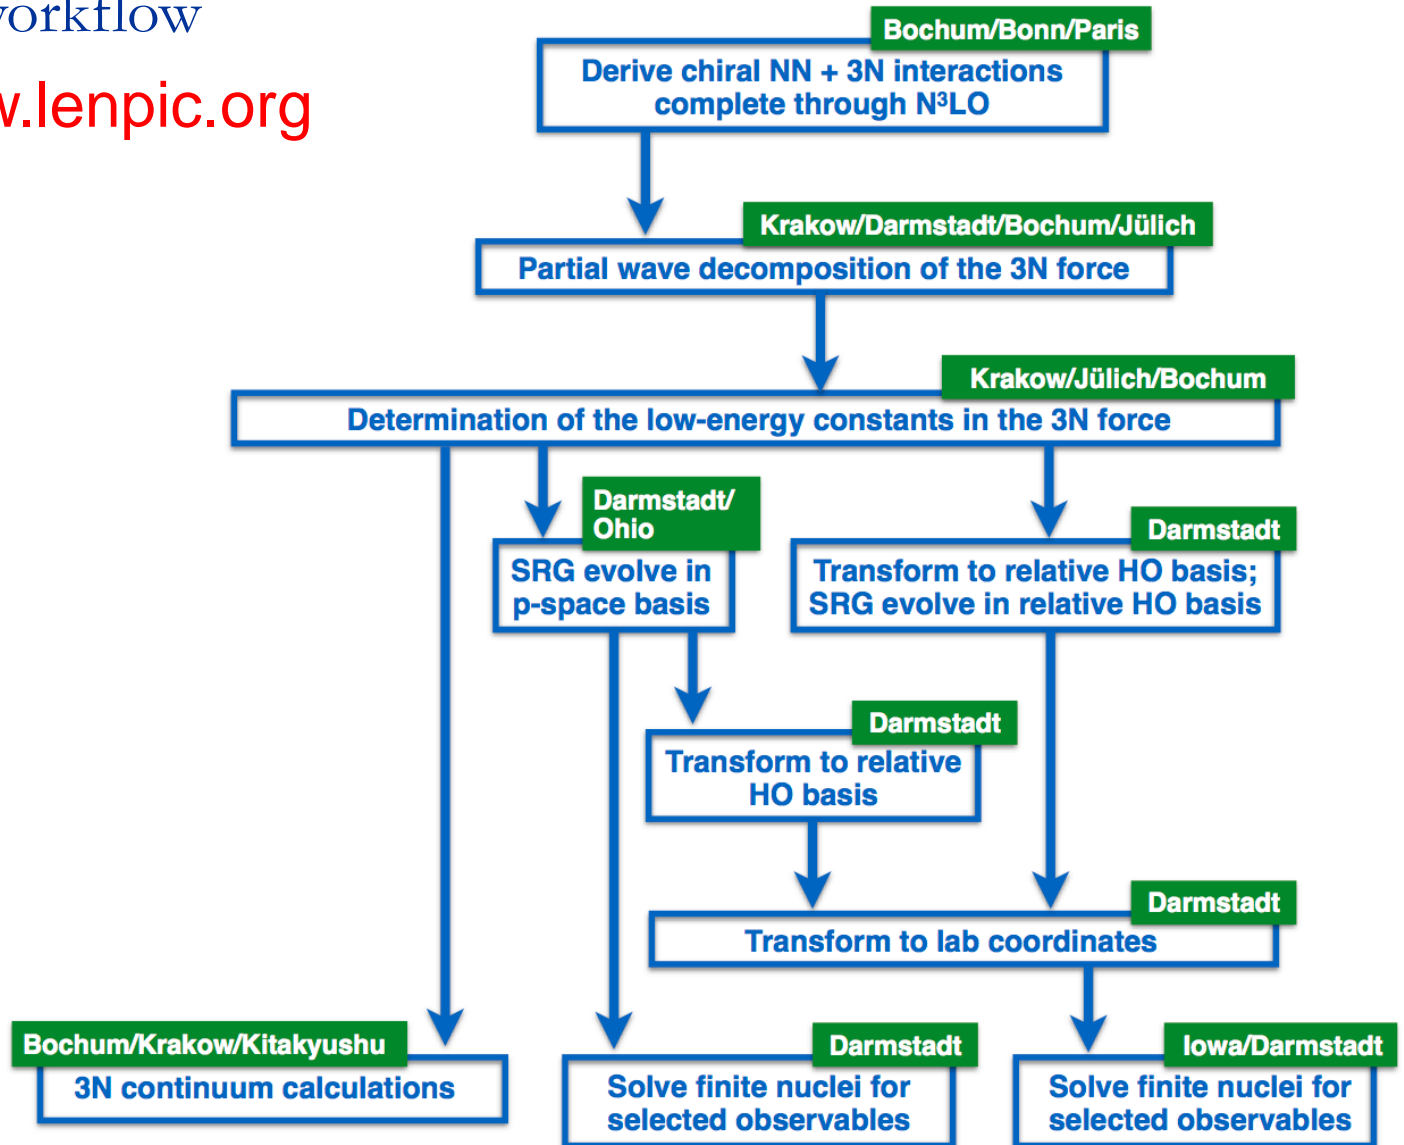 workflow
w.lenpic.org
Bochum/Bonn/Paris
Derive chiral NN + 3N interactions
complete through N³LO
Krakow/Darmstadt/Bochum/Jülich
Partial wave decomposition of the 3N force
Krakow/Jülich/Bochum
Determination of the low-energy constants in the 3N force
Darmstadt/
Ohio
SRG evolve in
p-space basis
Darmstadt
Transform to relative HO basis;
SRG evolve in relative HO basis
Darmstadt
Transform to relative
HO basis
Darmstadt
Transform to lab coordinates
Bochum/Krakow/Kitakyushu
3N continuum calculations
Darmstadt
Solve finite nuclei for
selected observables
Iowa/Darmstadt
Solve finite nuclei for
selected observables